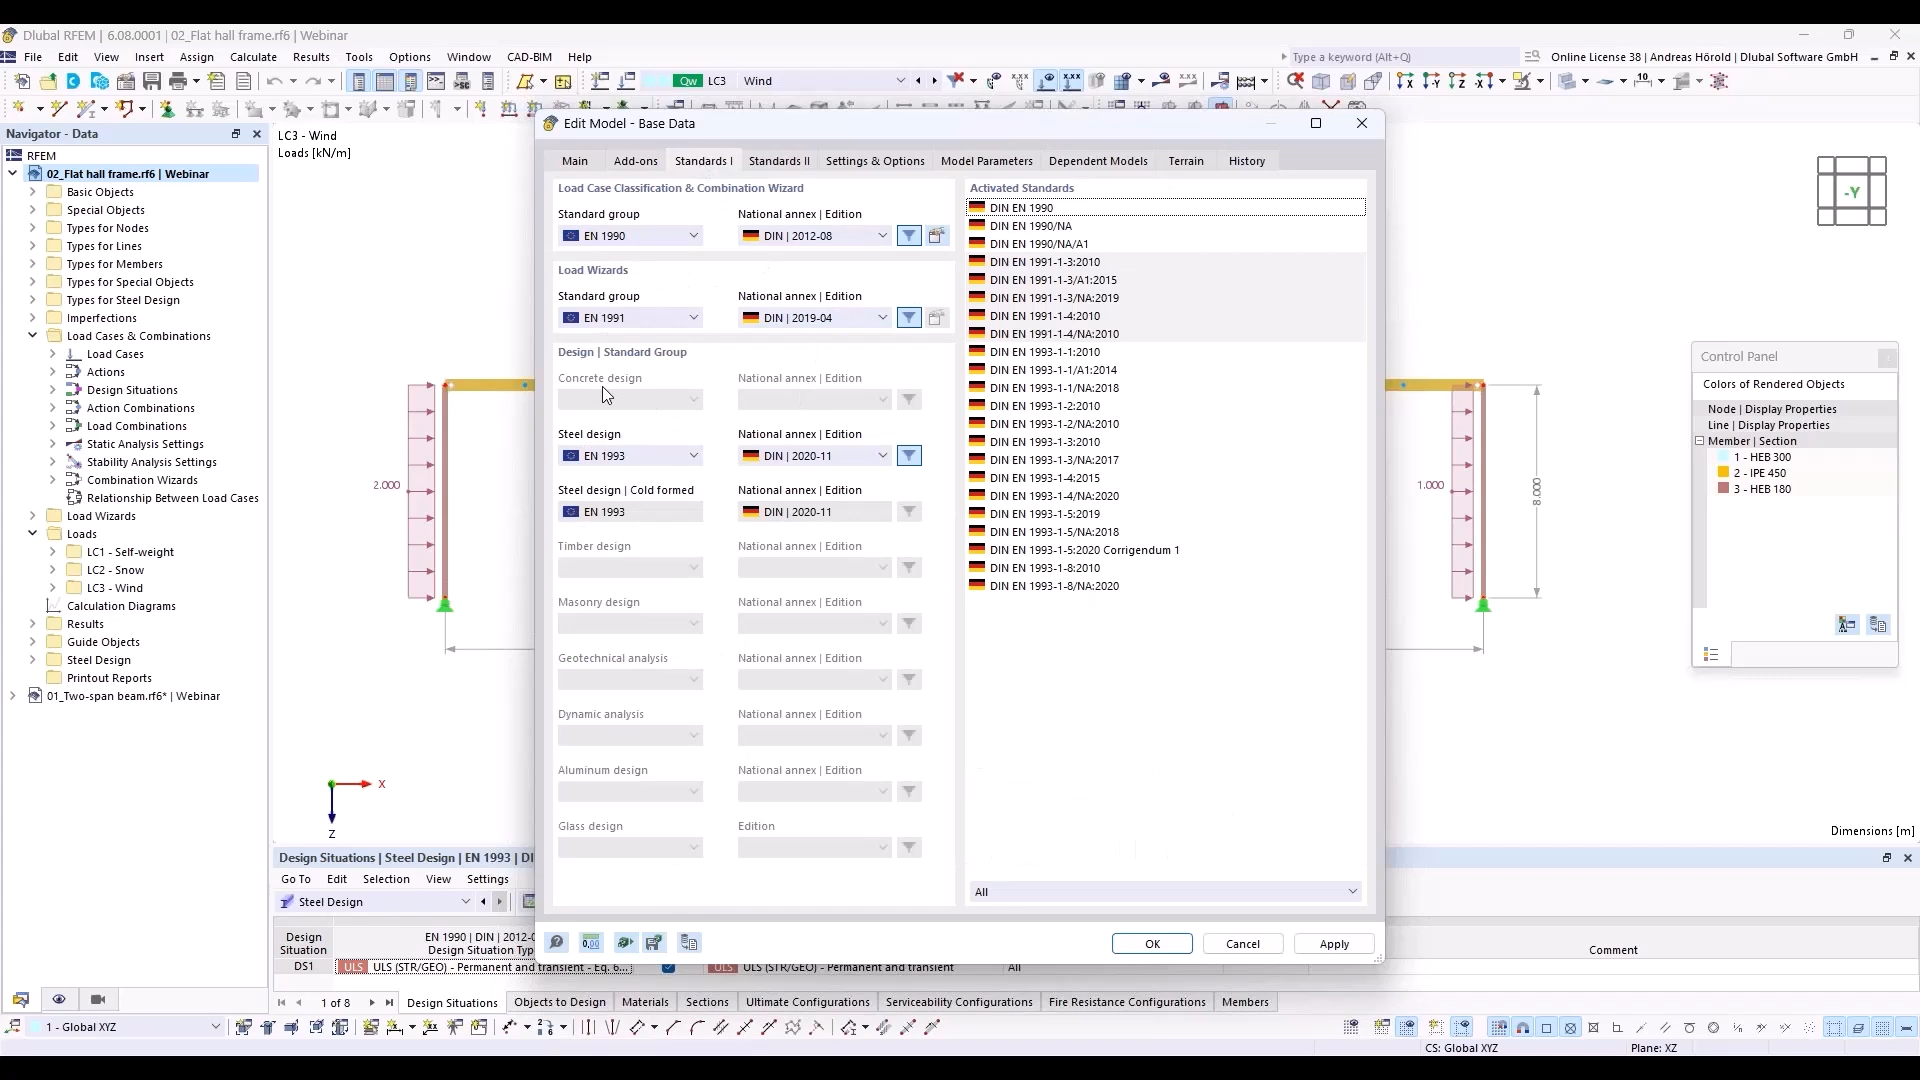 Dlubal RFEM | 6.08.0001 | 02_Flat hall frame.rf6 | Webinar
File Edit View Insert Assign Calculate Results Tools Options Window CAD-BIM Help
Type a keyword (Alt+Q)
Online License 38 | Andreas Hörold | Dlubal Software GmbH
Qw LC3 Wind
Navigator - Data
RFEM
02_Flat hall frame.rf6 | Webinar
Basic Objects
Special Objects
Types for Nodes
Types for Lines
Types for Members
Types for Special Objects
Types for Steel Design
Imperfections
Load Cases & Combinations
Load Cases
Actions
Design Situations
Action Combinations
Load Combinations
Static Analysis Settings
Stability Analysis Settings
Combination Wizards
Relationship Between Load Cases
Load Wizards
Loads
LC1 - Self-weight
LC2 - Snow
LC3 - Wind
Calculation Diagrams
Results
Guide Objects
Steel Design
Printout Reports
01_Two-span beam.rf6* | Webinar
LC3 - Wind
Loads [kN/m]
2.000
X
Z
1.000
8.000
-Y
Dimensions [m]
Edit Model - Base Data
Main Add-ons Standards I Standards II Settings & Options Model Parameters Dependent Models Terrain History
Load Case Classification & Combination Wizard
Standard group National annex | Edition
EN 1990 DIN | 2012-08
Load Wizards
Standard group National annex | Edition
EN 1991 DIN | 2019-04
Design | Standard Group
Concrete design National annex | Edition
Steel design National annex | Edition
EN 1993 DIN | 2020-11
Steel design | Cold formed National annex | Edition
EN 1993 DIN | 2020-11
Timber design National annex | Edition
Masonry design National annex | Edition
Geotechnical analysis National annex | Edition
Dynamic analysis National annex | Edition
Aluminum design National annex | Edition
Glass design Edition
Activated Standards
DIN EN 1990
DIN EN 1990/NA
DIN EN 1990/NA/A1
DIN EN 1991-1-3:2010
DIN EN 1991-1-3/A1:2015
DIN EN 1991-1-3/NA:2019
DIN EN 1991-1-4:2010
DIN EN 1991-1-4/NA:2010
DIN EN 1993-1-1:2010
DIN EN 1993-1-1/A1:2014
DIN EN 1993-1-1/NA:2018
DIN EN 1993-1-2:2010
DIN EN 1993-1-2/NA:2010
DIN EN 1993-1-3:2010
DIN EN 1993-1-3/NA:2017
DIN EN 1993-1-4:2015
DIN EN 1993-1-4/NA:2020
DIN EN 1993-1-5:2019
DIN EN 1993-1-5/NA:2018
DIN EN 1993-1-5:2020 Corrigendum 1
DIN EN 1993-1-8:2010
DIN EN 1993-1-8/NA:2020
All
0,00
OK Cancel Apply
Control Panel
Colors of Rendered Objects
Node | Display Properties
Line | Display Properties
Member | Section
1 - HEB 300
2 - IPE 450
3 - HEB 180
Design Situations | Steel Design | EN 1993 |
Go To Edit Selection View Settings
Steel Design
Design
Situation
EN 1990 | DIN | 2012-
Design Situation Typ
Comment
DS1 ULS ULS (STR/GEO) - Permanent and transient - Eq. 6... ULS ULS (STR/GEO) - Permanent and transient All
1 of 8 Design Situations Objects to Design Materials Sections Ultimate Configurations Serviceability Configurations Fire Resistance Configurations Members
1 - Global XYZ
CS: Global XYZ Plane: XZ